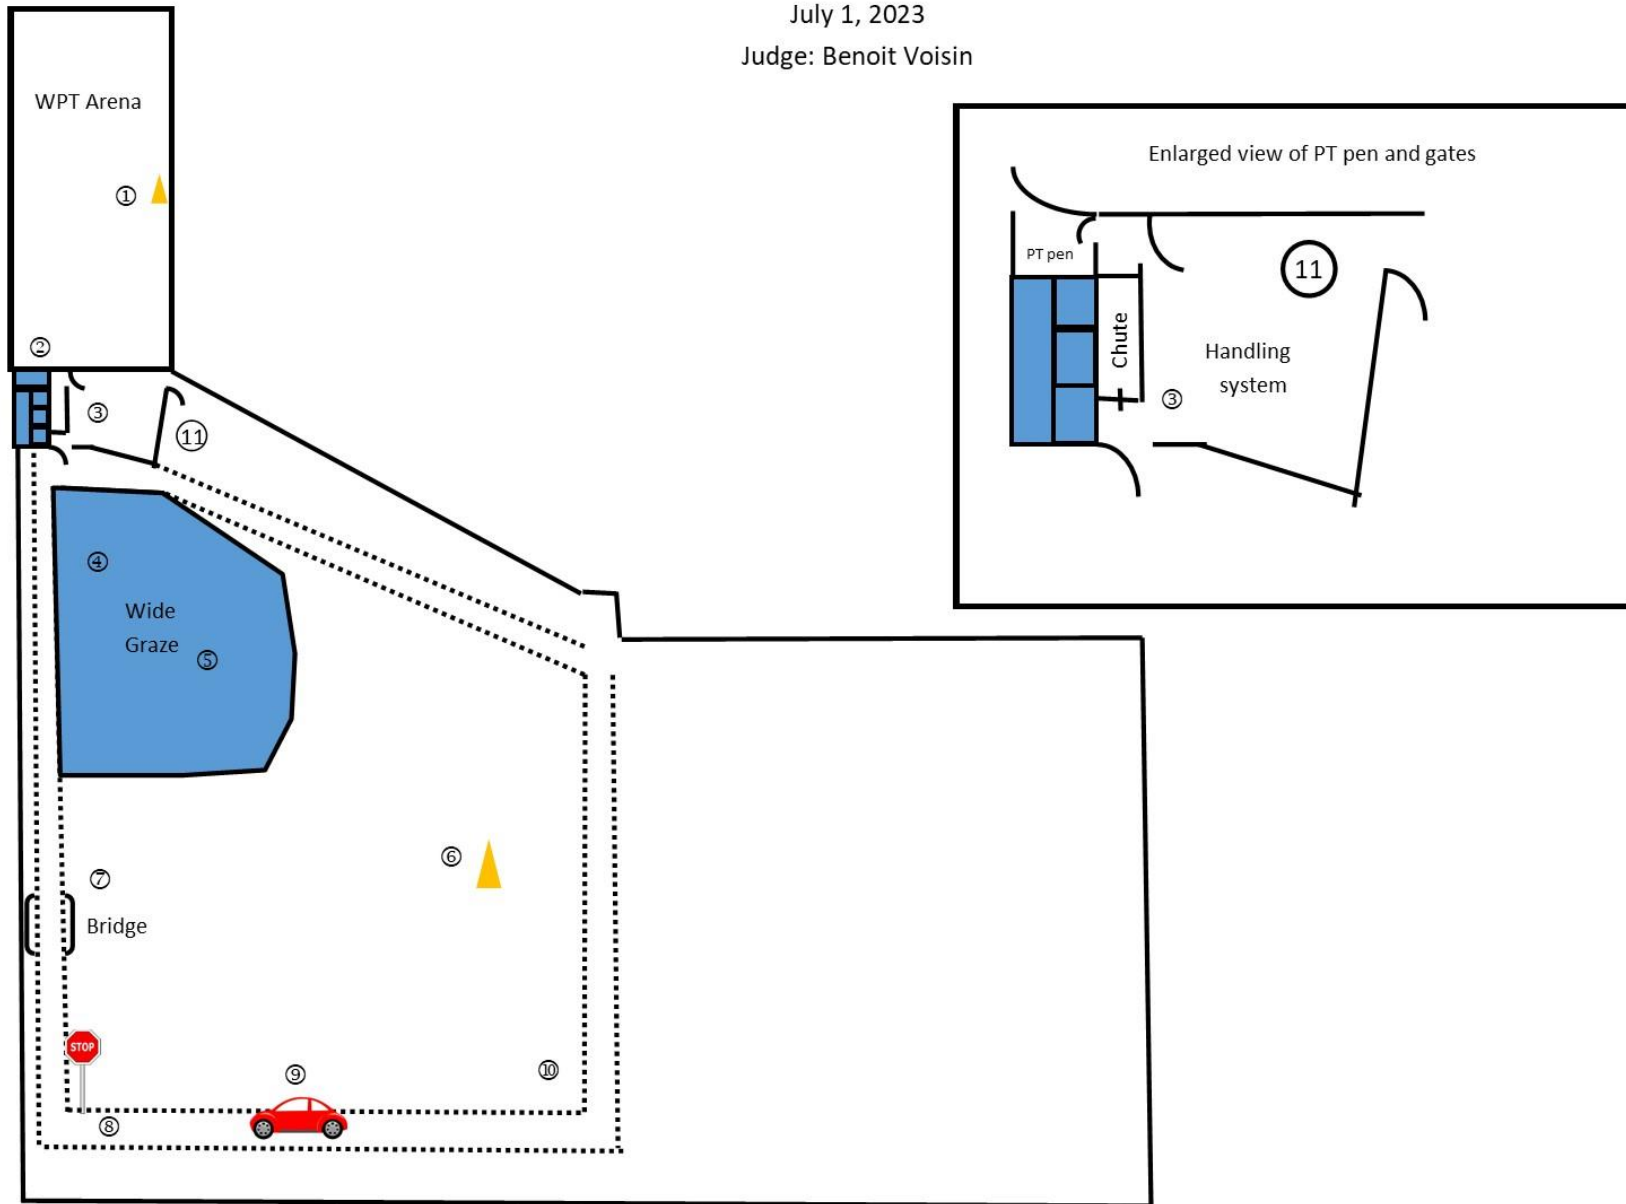 July 1, 2023
Judge: Benoit Voisin
WPT Arena
①
②
③
⑪
④
Wide
Graze
⑤
⑥
⑦
Bridge
STOP
⑧
⑨
⑩
Enlarged view of PT pen and gates
PT pen
⑪
Chute
Handling
system
③